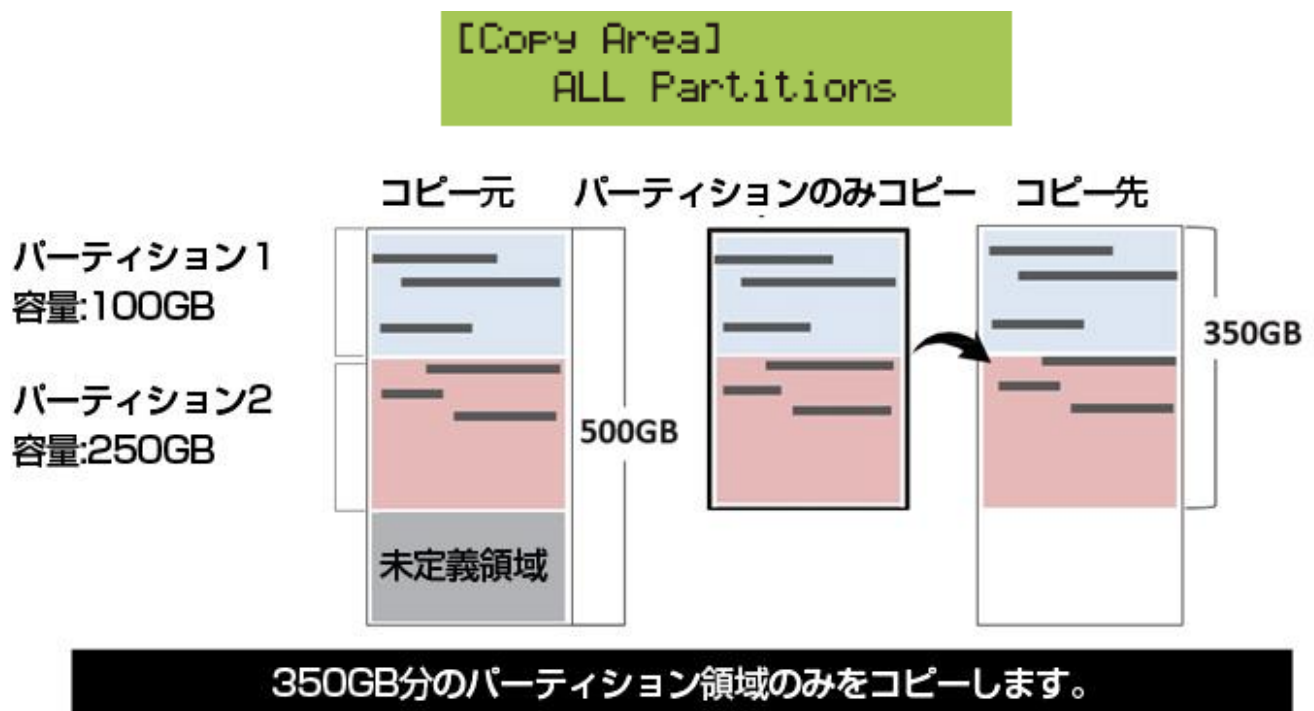 [Copy Area]
ALL Partitions
コピー元 パーティションのみコピー コピー先
パーティション1
容量:100GB
パーティション2
容量:250GB
500GB
350GB
未定義領域
350GB分のパーティション領域のみをコピーします。